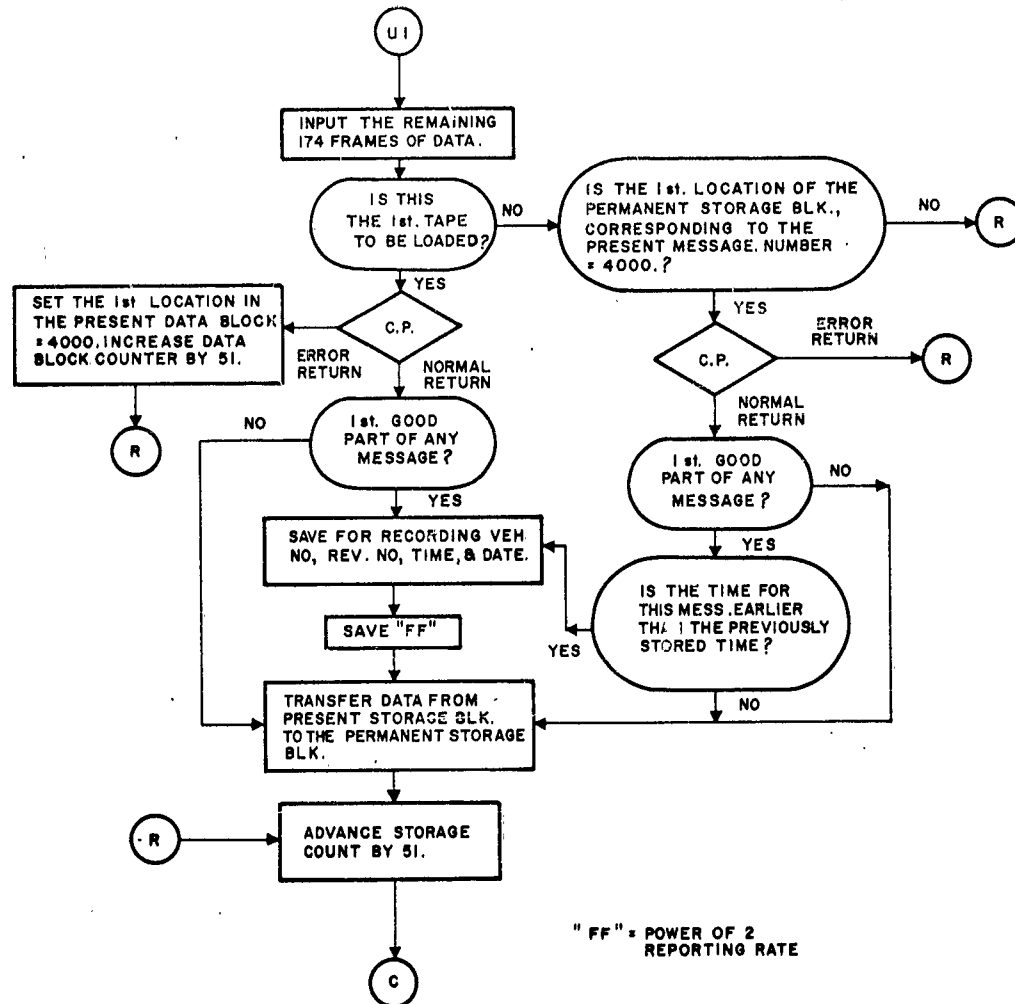 U1
INPUT THE REMAINING
174 FRAMES OF DATA.
IS THIS
THE 1st. TAPE
TO BE LOADED?
NO
IS THE 1st. LOCATION OF THE
PERMANENT STORAGE BLK.,
CORRESPONDING TO THE
PRESENT MESSAGE. NUMBER
= 4000.?
NO
R
YES
YES
SET THE 1st LOCATION IN
THE PRESENT DATA BLOCK
= 4000. INCREASE DATA
BLOCK COUNTER BY 51.
C.P.
ERROR
RETURN
NORMAL
RETURN
C.P.
ERROR
RETURN
R
NORMAL
RETURN
R
NO
1st. GOOD
PART OF ANY
MESSAGE?
YES
1st. GOOD
PART OF ANY
MESSAGE?
NO
YES
SAVE FOR RECORDING VEH.
NO, REV. NO, TIME, & DATE.
IS THE TIME FOR
THIS MESS. EARLIER
THAN THE PREVIOUSLY
STORED TIME?
YES
NO
SAVE "FF"
TRANSFER DATA FROM
PRESENT STORAGE BLK.
TO THE PERMANENT STORAGE
BLK.
R
ADVANCE STORAGE
COUNT BY 51.
"FF" = POWER OF 2
REPORTING RATE
C